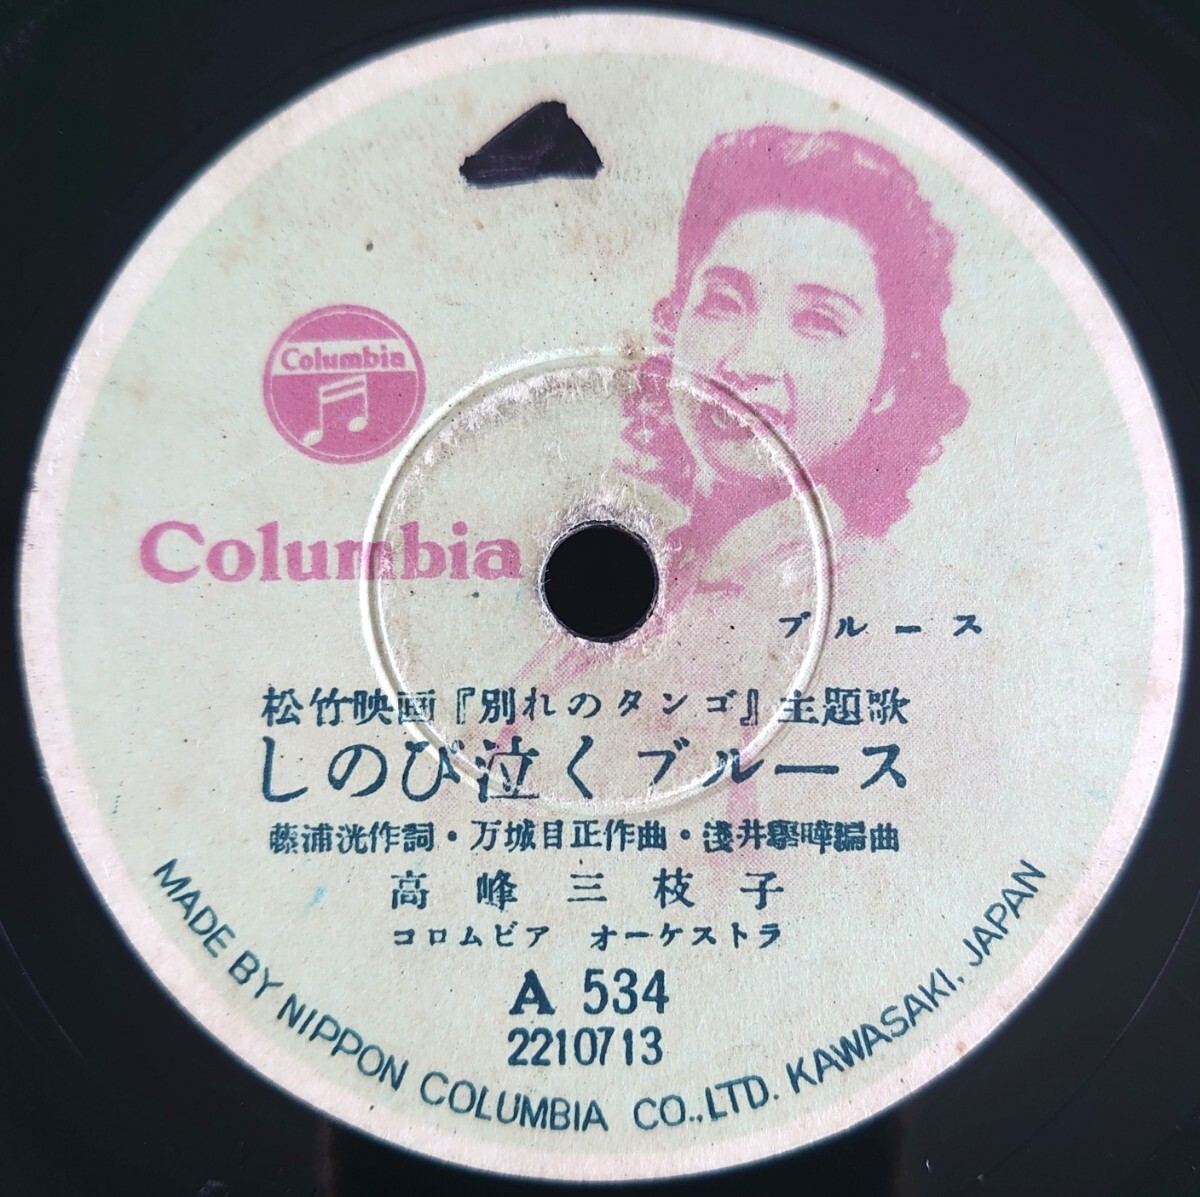 Columbia
Columbia
ブルース
松竹映画『別れのタンゴ』主題歌
しのび泣くブルース
藤浦洸作詞・万城目正作曲・淺井擧曄編曲
高峰三枝子
コロムビア オーケストラ
A 534
2210713
MADE BY NIPPON COLUMBIA CO.,LTD. KAWASAKI, JAPAN